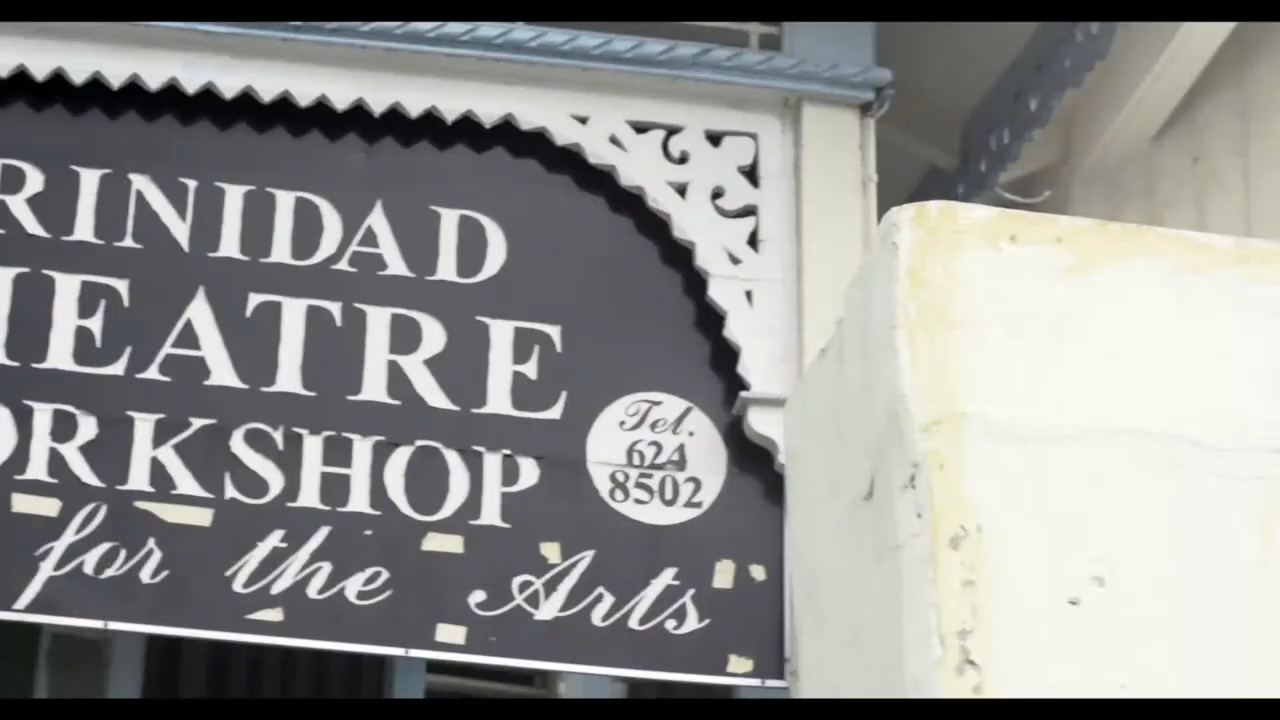 RINIDAD
HEATRE
ORKSHOP
for the Arts
Tel.
624
8502